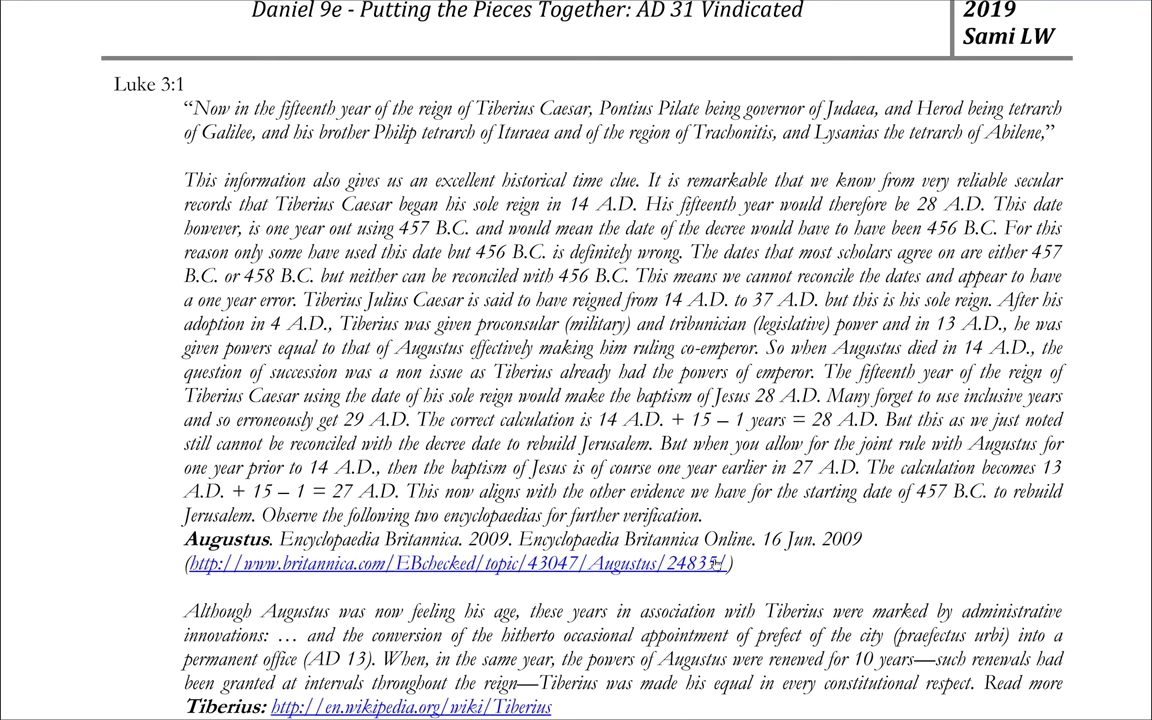 Daniel 9e - Putting the Pieces Together: AD 31 Vindicated
2019
Sami LW
Luke 3:1
“Now in the fifteenth year of the reign of Tiberius Caesar, Pontius Pilate being governor of Judaea, and Herod being tetrarch
of Galilee, and his brother Philip tetrarch of Ituraea and of the region of Trachonitis, and Lysanias the tetrarch of Abilene,”
This information also gives us an excellent historical time clue. It is remarkable that we know from very reliable secular
records that Tiberius Caesar began his sole reign in 14 A.D. His fifteenth year would therefore be 28 A.D. This date
however, is one year out using 457 B.C. and would mean the date of the decree would have to have been 456 B.C. For this
reason only some have used this date but 456 B.C. is definitely wrong. The dates that most scholars agree on are either 457
B.C. or 458 B.C. but neither can be reconciled with 456 B.C. This means we cannot reconcile the dates and appear to have
a one year error. Tiberius Julius Caesar is said to have reigned from 14 A.D. to 37 A.D. but this is his sole reign. After his
adoption in 4 A.D., Tiberius was given proconsular (military) and tribunician (legislative) power and in 13 A.D., he was
given powers equal to that of Augustus effectively making him ruling co-emperor. So when Augustus died in 14 A.D., the
question of succession was a non issue as Tiberius already had the powers of emperor. The fifteenth year of the reign of
Tiberius Caesar using the date of his sole reign would make the baptism of Jesus 28 A.D. Many forget to use inclusive years
and so erroneously get 29 A.D. The correct calculation is 14 A.D. + 15 – 1 years = 28 A.D. But this as we just noted
still cannot be reconciled with the decree date to rebuild Jerusalem. But when you allow for the joint rule with Augustus for
one year prior to 14 A.D., then the baptism of Jesus is of course one year earlier in 27 A.D. The calculation becomes 13
A.D. + 15 – 1 = 27 A.D. This now aligns with the other evidence we have for the starting date of 457 B.C. to rebuild
Jerusalem. Observe the following two encyclopaedias for further verification.
Augustus. Encyclopaedia Britannica. 2009. Encyclopaedia Britannica Online. 16 Jun. 2009
(http://www.britannica.com/EBchecked/topic/43047/Augustus/24835/)
Although Augustus was now feeling his age, these years in association with Tiberius were marked by administrative
innovations: … and the conversion of the hitherto occasional appointment of prefect of the city (praefectus urbi) into a
permanent office (AD 13). When, in the same year, the powers of Augustus were renewed for 10 years—such renewals had
been granted at intervals throughout the reign—Tiberius was made his equal in every constitutional respect. Read more
Tiberius: http://en.wikipedia.org/wiki/Tiberius